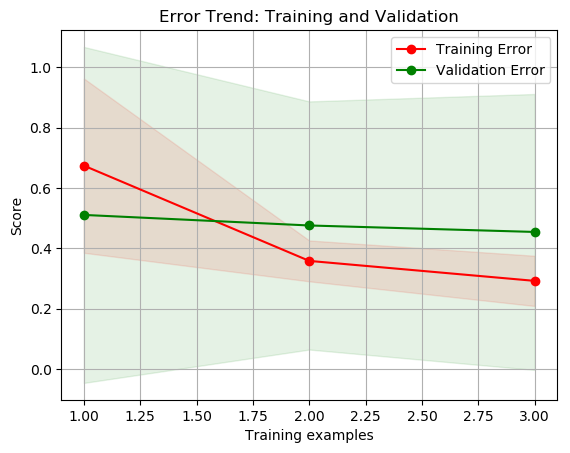 Error Trend: Training and Validation
Training Error
Validation Error
1.0
0.8
0.6
0.4
0.2
0.0
Score
1.00 1.25 1.50 1.75 2.00 2.25 2.50 2.75 3.00
Training examples